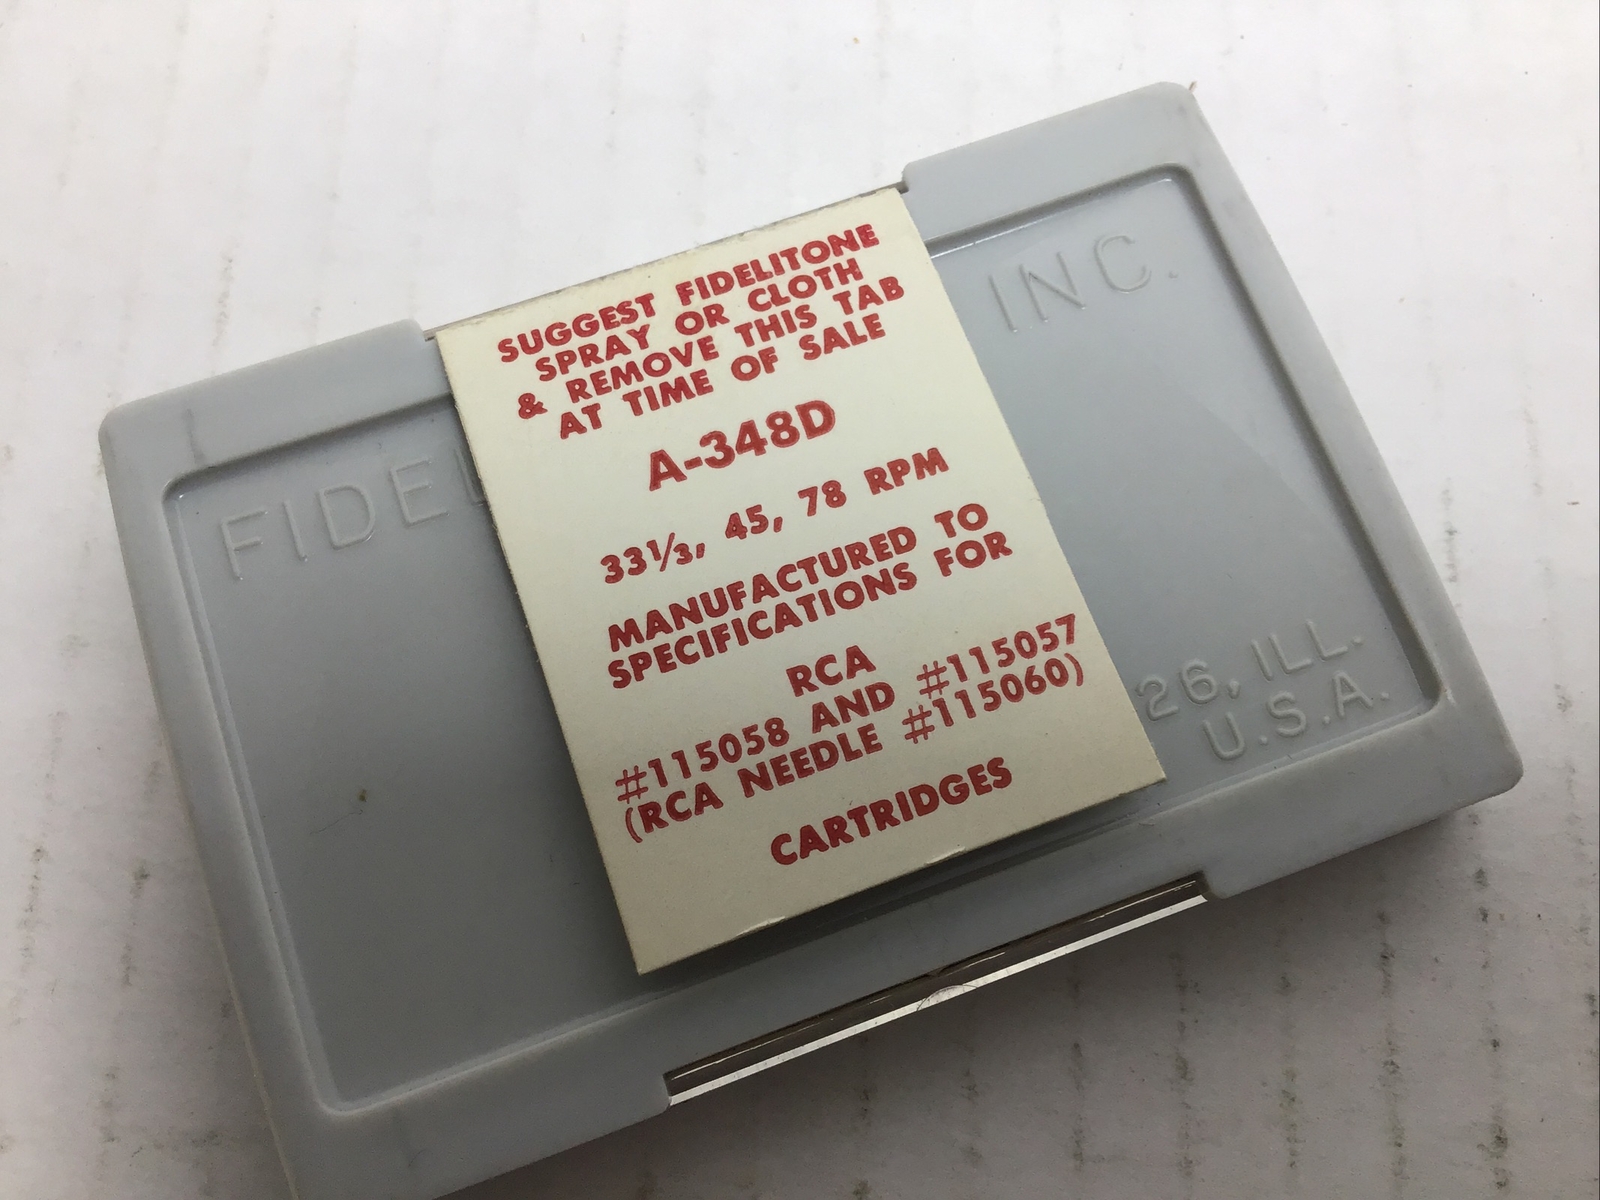 SUGGEST FIDELITONE
SPRAY OR CLOTH
& REMOVE THIS TAB
AT TIME OF SALE
A-348D
33⅓, 45, 78 RPM
MANUFACTURED TO
SPECIFICATIONS FOR
RCA
#115058 AND #115057
(RCA NEEDLE #115060)
CARTRIDGES
FIDEL
INC.
26, ILL.
U.S.A.